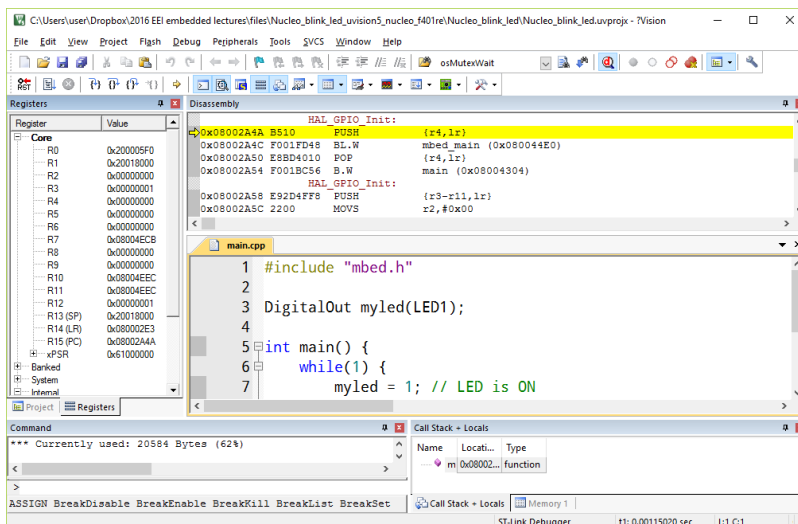 C:\Users\user\Dropbox\2016 EEI embedded lectures\files\Nucleo_blink_led_uvision5_nucleo_f401re\Nucleo_blink_led\Nucleo_blink_led.uvprojx - ?Vision
File Edit View Project Flash Debug Peripherals Tools SVCS Window Help
osMutexWait
RST
Registers
Register Value
Core
R0 0x200005F0
R1 0x20018000
R2 0x00000000
R3 0x00000001
R4 0x00000000
R5 0x00000000
R6 0x00000000
R7 0x08004ECB
R8 0x00000000
R9 0x00000000
R10 0x08004EEC
R11 0x08004EEC
R12 0x00000001
R13 (SP) 0x20018000
R14 (LR) 0x080002E3
R15 (PC) 0x08002A4A
xPSR 0x61000000
Banked
System
Internal
Project Registers
Disassembly
HAL_GPIO_Init:
0x08002A4A B510 PUSH {r4,lr}
0x08002A4C F001FD48 BL.W mbed_main (0x080044E0)
0x08002A50 E8BD4010 POP {r4,lr}
0x08002A54 F001BC56 B.W main (0x08004304)
HAL_GPIO_Init:
0x08002A58 E92D4FF8 PUSH {r3-r11,lr}
0x08002A5C 2200 MOVS r2,#0x00
main.cpp
1 #include "mbed.h"
2
3 DigitalOut myled(LED1);
4
5 int main() {
6 while(1) {
7 myled = 1; // LED is ON
Command
*** Currently used: 20584 Bytes (62%)
>
ASSIGN BreakDisable BreakEnable BreakKill BreakList BreakSet
Call Stack + Locals
Name Locati... Type
m 0x08002... function
Call Stack + Locals Memory 1
ST-Link Debugger t1: 0.00115020 sec L:1 C:1